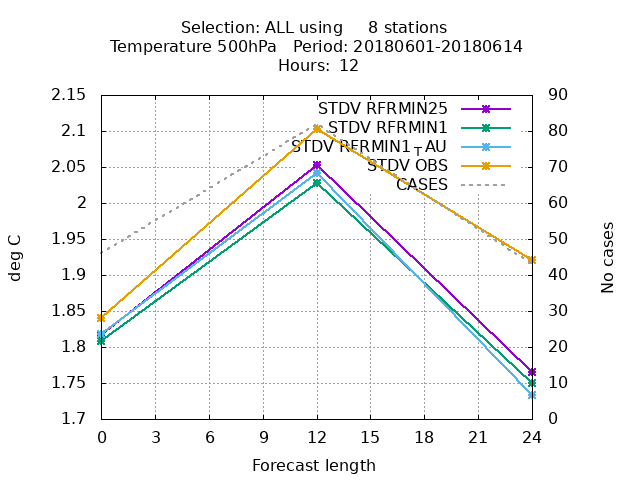 Selection: ALL using     8 stations
Temperature 500hPa   Period: 20180601-20180614
Hours:  12
2.15
2.1
2.05
2
1.95
1.9
1.85
1.8
1.75
1.7
deg C
STDV RFRMIN25
STDV RFRMIN1
STDV RFRMIN1_TAU
STDV OBS
CASES
90
80
70
60
50
40
30
20
10
0
No cases
0 3 6 9 12 15 18 21 24
Forecast length